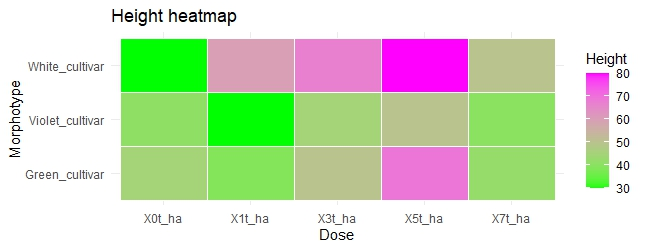 Height heatmap
Morphotype
White_cultivar
Violet_cultivar
Green_cultivar
X0t_ha X1t_ha X3t_ha X5t_ha X7t_ha
Dose
Height
80
70
60
50
40
30